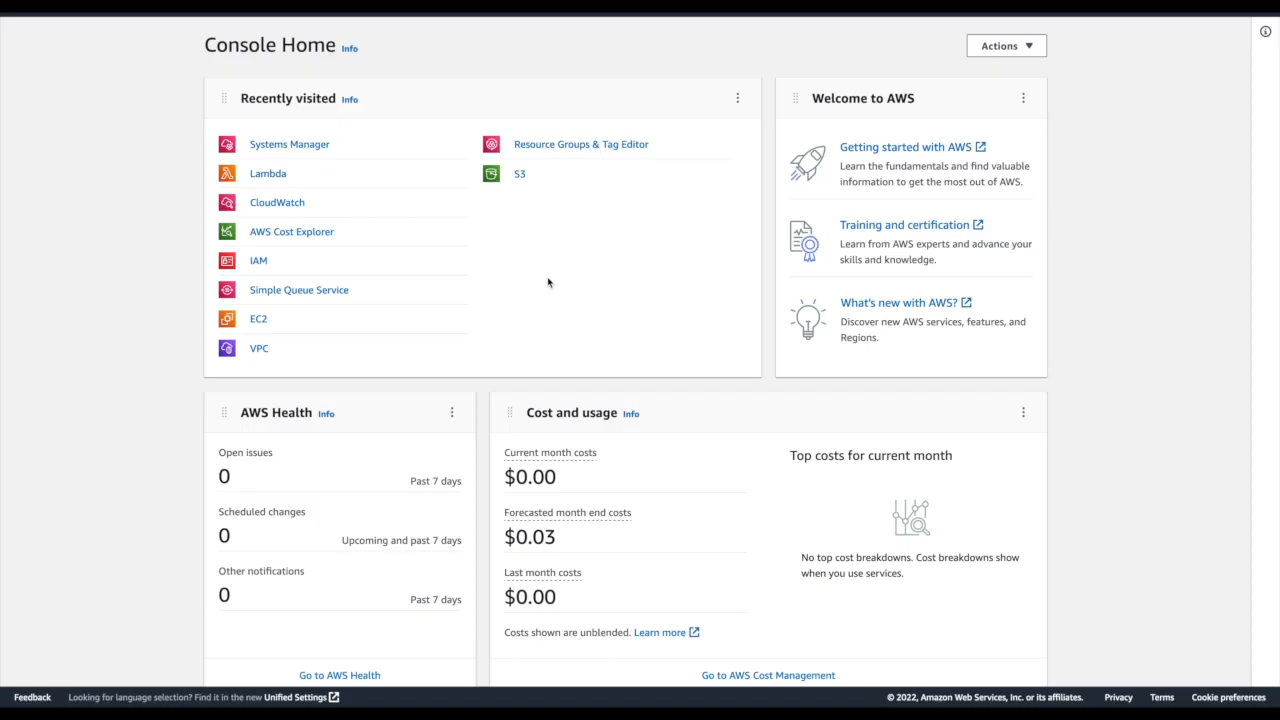 Console Home Info
Actions
Recently visited Info
Systems Manager
Lambda
CloudWatch
AWS Cost Explorer
IAM
Simple Queue Service
EC2
VPC
Resource Groups & Tag Editor
S3
Welcome to AWS
Getting started with AWS
Learn the fundamentals and find valuable
information to get the most out of AWS.
Training and certification
Learn from AWS experts and advance your
skills and knowledge.
What's new with AWS?
Discover new AWS services, features, and
Regions.
AWS Health Info
Open issues
0
Past 7 days
Scheduled changes
0
Upcoming and past 7 days
Other notifications
0
Past 7 days
Go to AWS Health
Cost and usage Info
Current month costs
$0.00
Forecasted month end costs
$0.03
Last month costs
$0.00
Costs shown are unblended. Learn more
Top costs for current month
No top cost breakdowns. Cost breakdowns show
when you use services.
Go to AWS Cost Management
Feedback
Looking for language selection? Find it in the new Unified Settings
© 2022, Amazon Web Services, Inc. or its affiliates.
Privacy
Terms
Cookie preferences